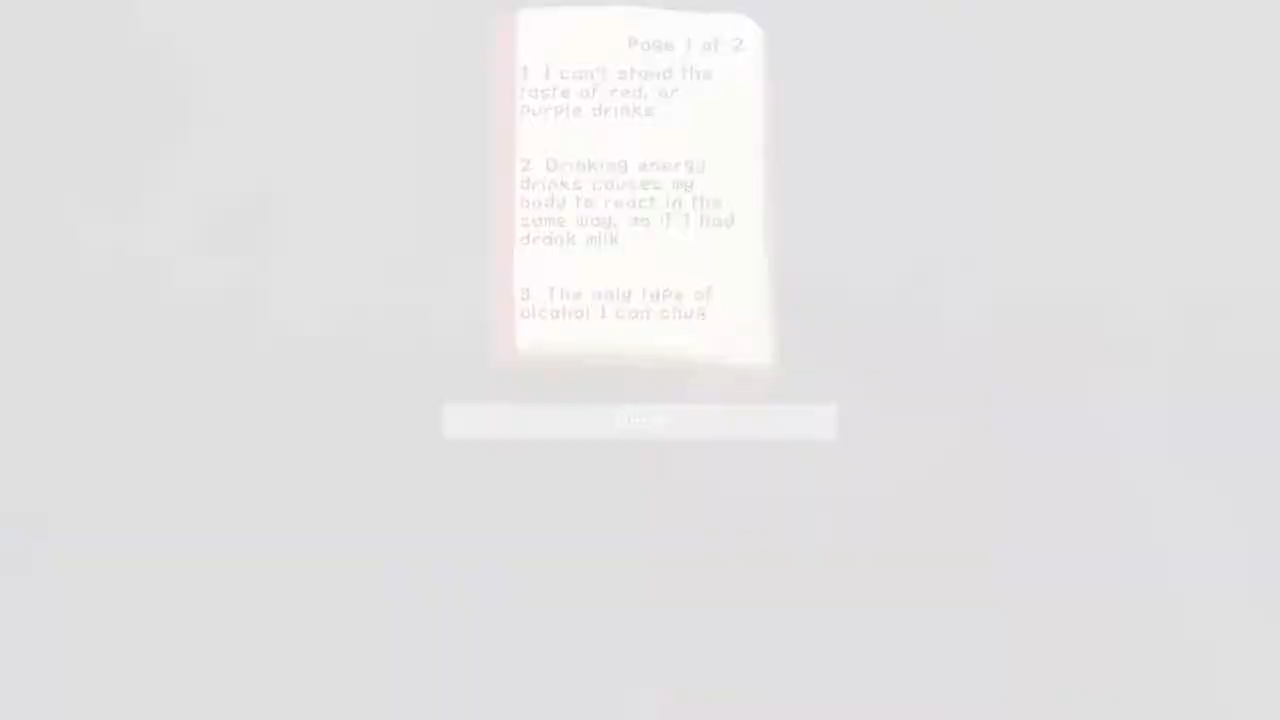 Page 1 of 2
1. I can't stand the
taste of red, or
purple drinks
2. Drinking energy
drinks causes my
body to react in the
same way, as if I had
drank milk
3. The only type of
alcohol I can chug